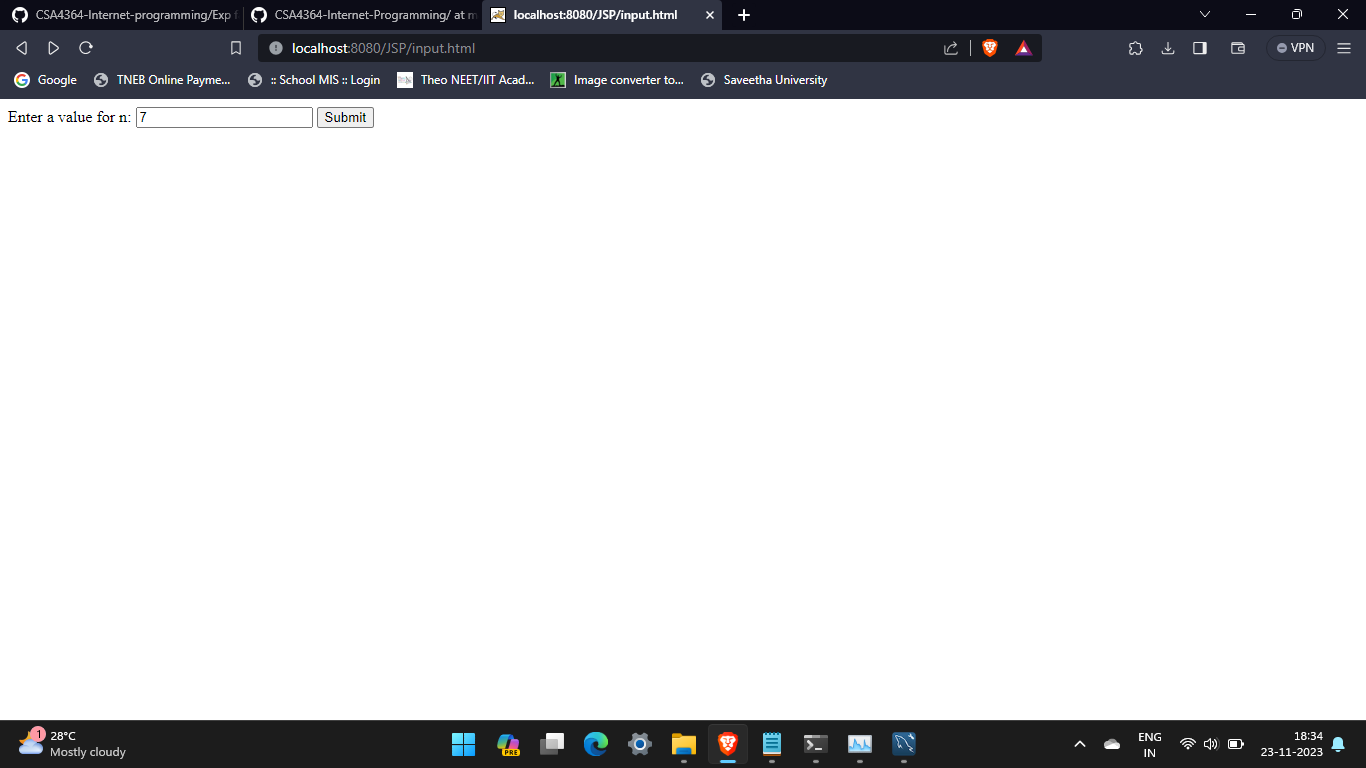 CSA4364-Internet-programming/Exp f
CSA4364-Internet-Programming/ at m
localhost:8080/JSP/input.html
localhost:8080/JSP/input.html
VPN
Google
TNEB Online Payme...
:: School MIS :: Login
Theo NEET/IIT Acad...
Image converter to...
Saveetha University
Enter a value for n: 7 Submit
1
28°C
Mostly cloudy
PRE
ENG
IN
18:34
23-11-2023